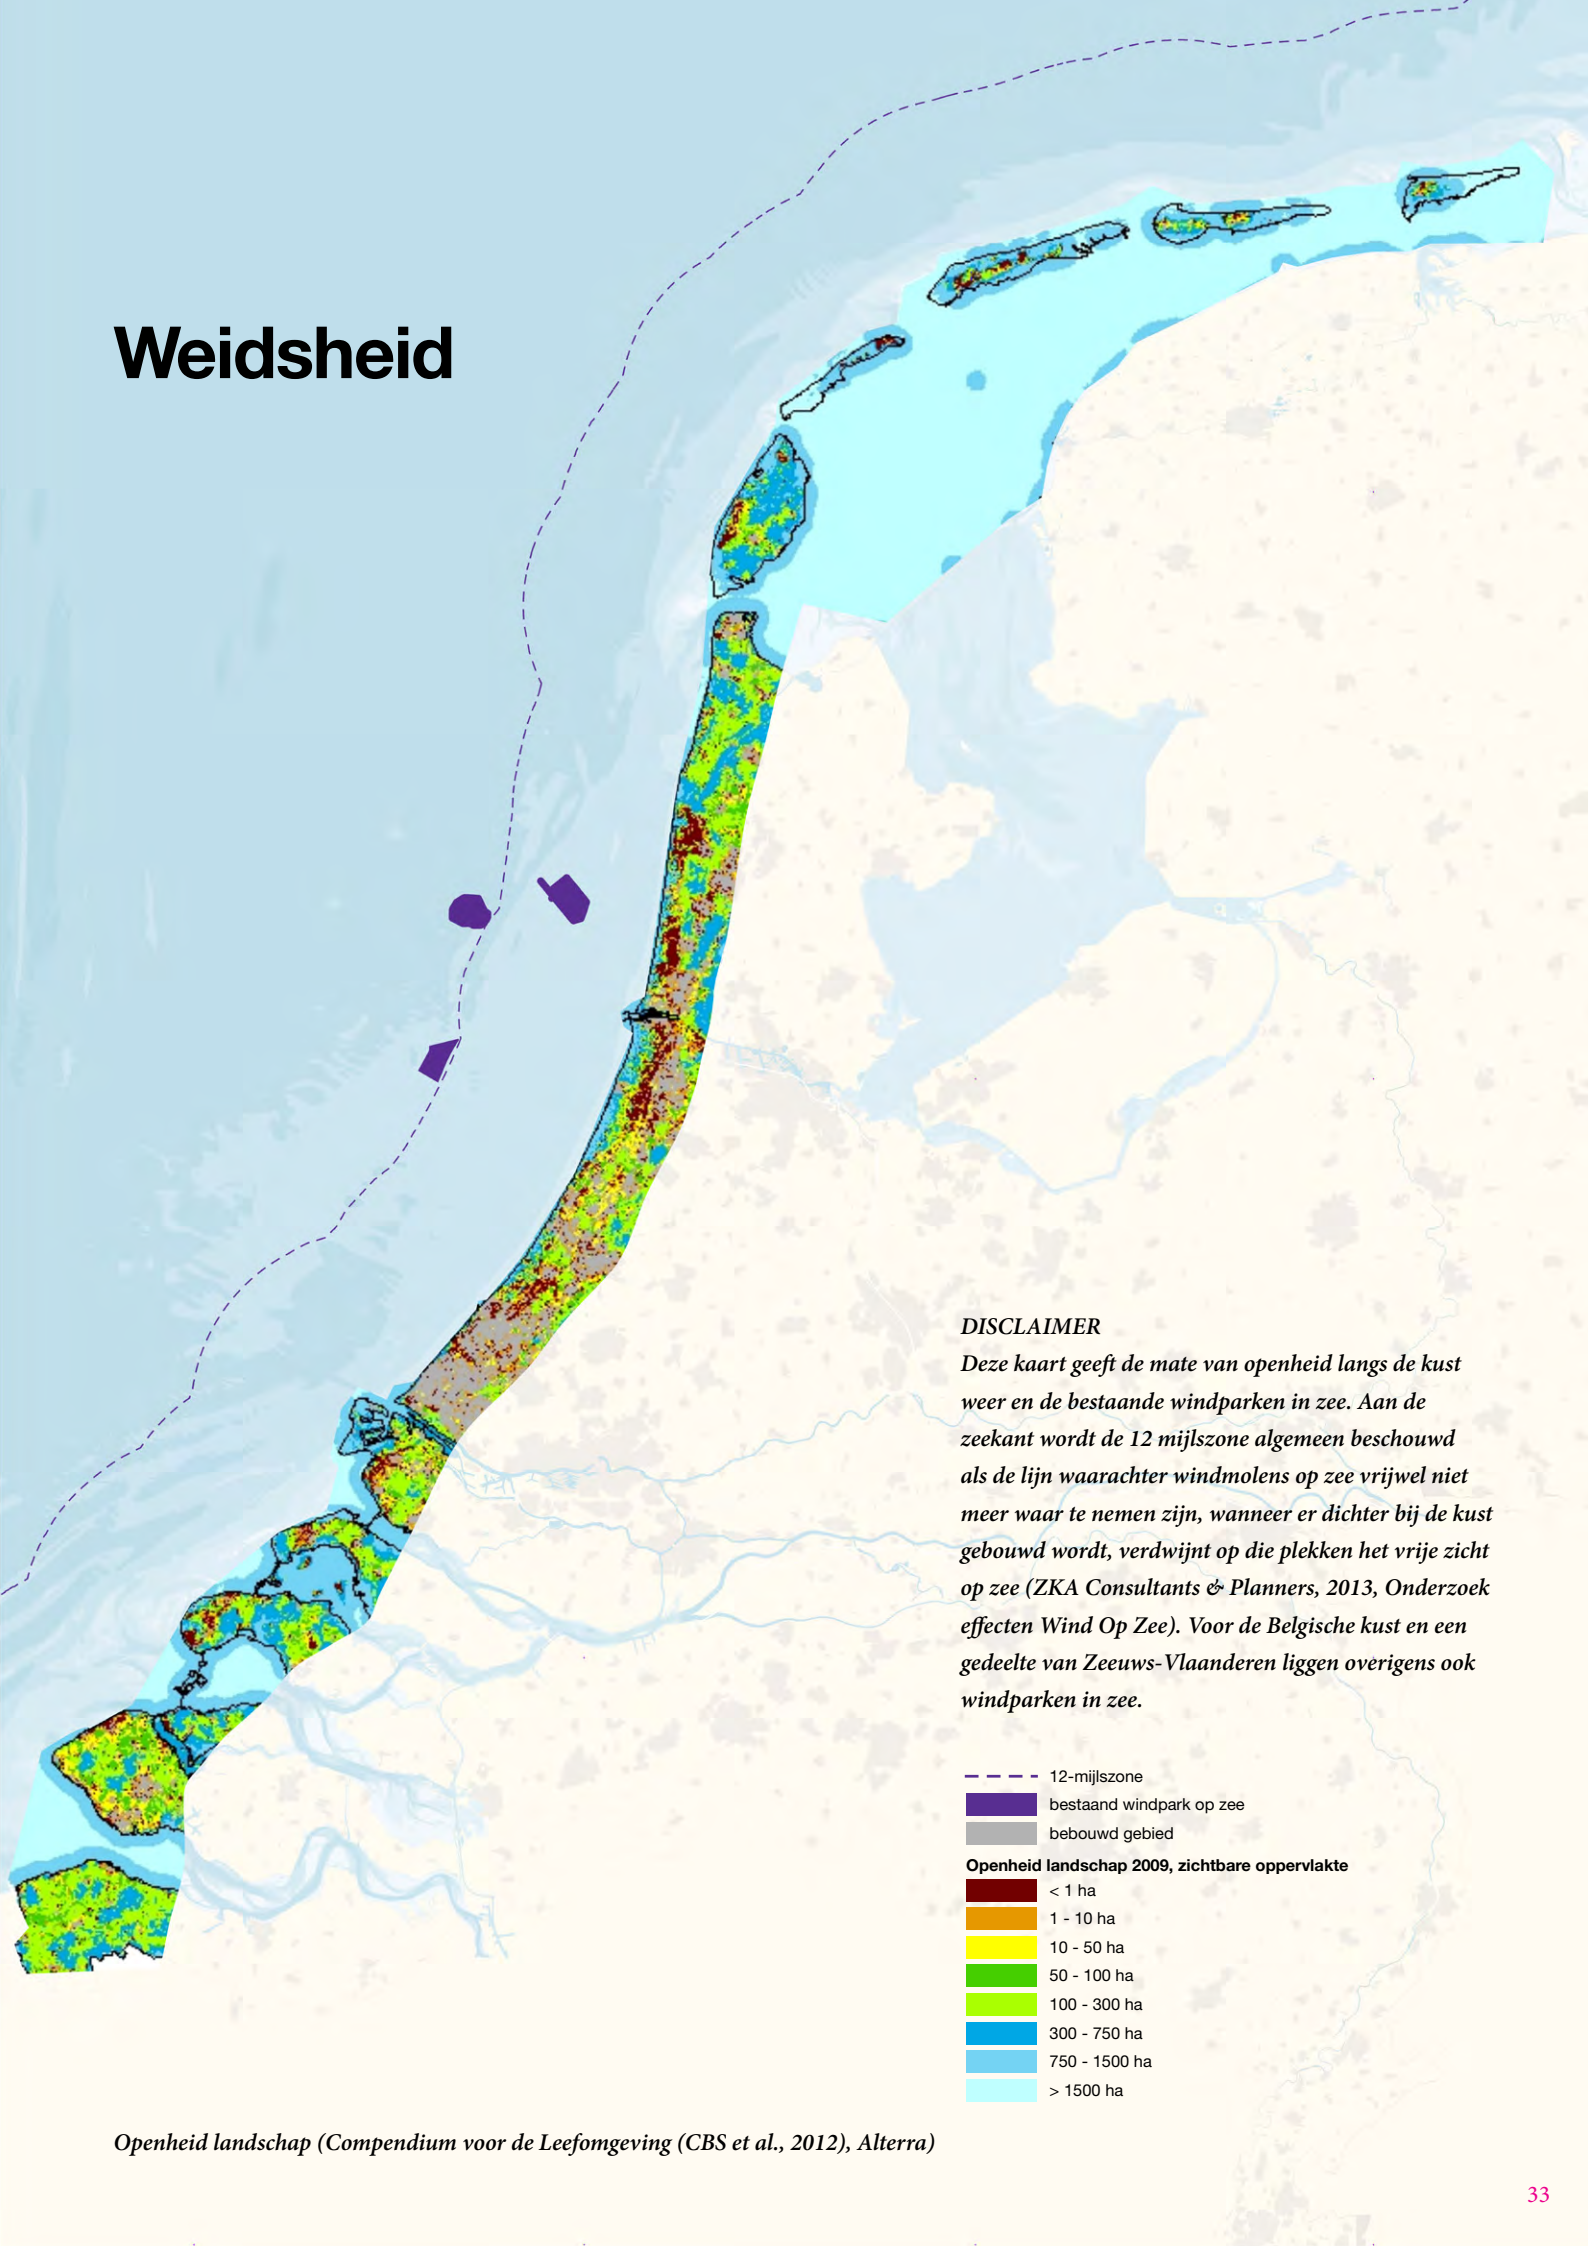 Weidsheid
DISCLAIMER
Deze kaart geeft de mate van openheid langs de kust
weer en de bestaande windparken in zee. Aan de
zeekant wordt de 12 mijlszone algemeen beschouwd
als de lijn waarachter windmolens op zee vrijwel niet
meer waar te nemen zijn, wanneer er dichter bij de kust
gebouwd wordt, verdwijnt op die plekken het vrije zicht
op zee (ZKA Consultants & Planners, 2013, Onderzoek
effecten Wind Op Zee). Voor de Belgische kust en een
gedeelte van Zeeuws-Vlaanderen liggen overigens ook
windparken in zee.
12-mijlszone
bestaand windpark op zee
bebouwd gebied
Openheid landschap 2009, zichtbare oppervlakte
< 1 ha
1 - 10 ha
10 - 50 ha
50 - 100 ha
100 - 300 ha
300 - 750 ha
750 - 1500 ha
> 1500 ha
Openheid landschap (Compendium voor de Leefomgeving (CBS et al., 2012), Alterra)
33